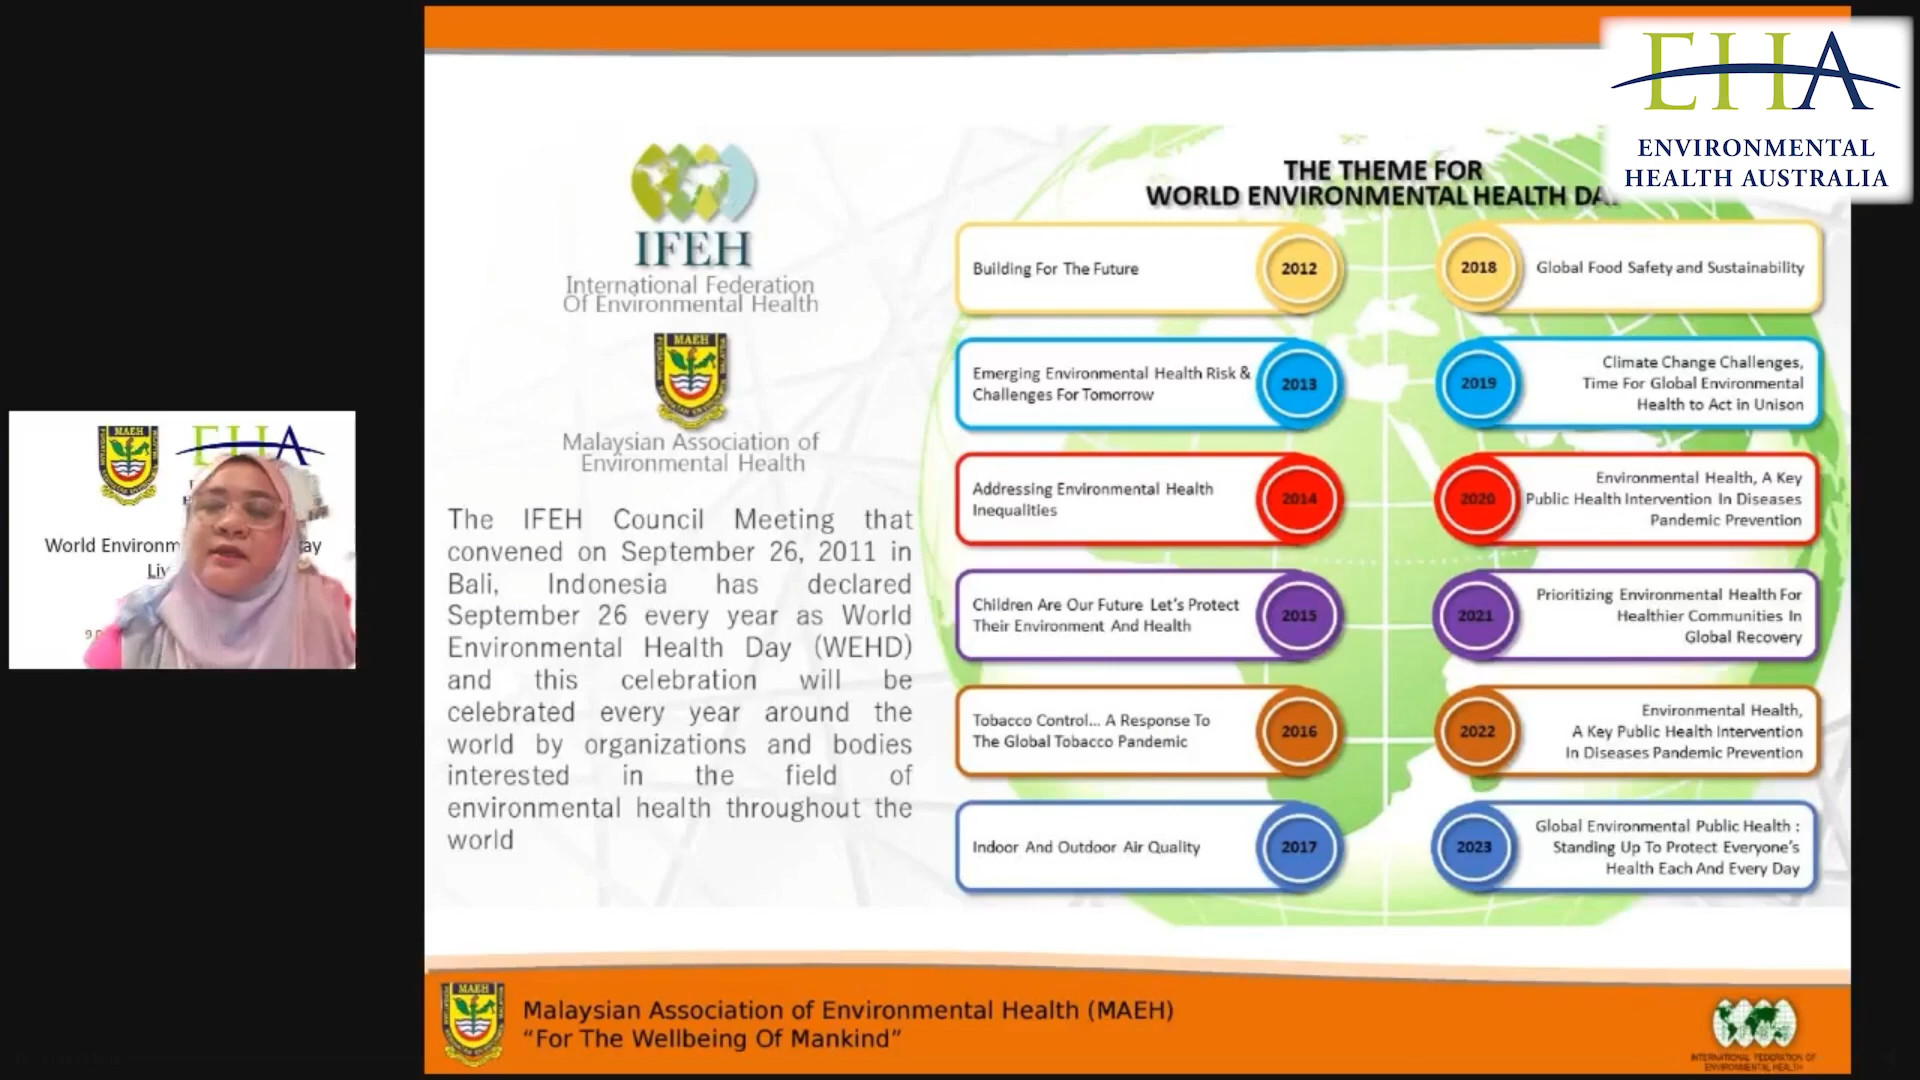 EHA
ENVIRONMENTAL
HEALTH AUSTRALIA
IFEH
International Federation
Of Environmental Health
MAEH
Malaysian Association of
Environmental Health
The IFEH Council Meeting that
convened on September 26, 2011 in
Bali, Indonesia has declared
September 26 every year as World
Environmental Health Day (WEHD)
and this celebration will be
celebrated every year around the
world by organizations and bodies
interested in the field of
environmental health throughout the
world
THE THEME FOR
WORLD ENVIRONMENTAL HEALTH DA
Building For The Future
2012
Emerging Environmental Health Risk &
Challenges For Tomorrow
2013
Addressing Environmental Health
Inequalities
2014
Children Are Our Future Let's Protect
Their Environment And Health
2015
Tobacco Control... A Response To
The Global Tobacco Pandemic
2016
Indoor And Outdoor Air Quality
2017
2018
Global Food Safety and Sustainability
2019
Climate Change Challenges,
Time For Global Environmental
Health to Act in Unison
2020
Environmental Health, A Key
Public Health Intervention In Diseases
Pandemic Prevention
2021
Prioritizing Environmental Health For
Healthier Communities In
Global Recovery
2022
Environmental Health,
A Key Public Health Intervention
In Diseases Pandemic Prevention
2023
Global Environmental Public Health :
Standing Up To Protect Everyone's
Health Each And Every Day
MAEH
EHA
World Environm ay
Liv
MAEH
Malaysian Association of Environmental Health (MAEH)
“For The Wellbeing Of Mankind”
INTERNATIONAL FEDERATION OF
ENVIRONMENTAL HEALTH